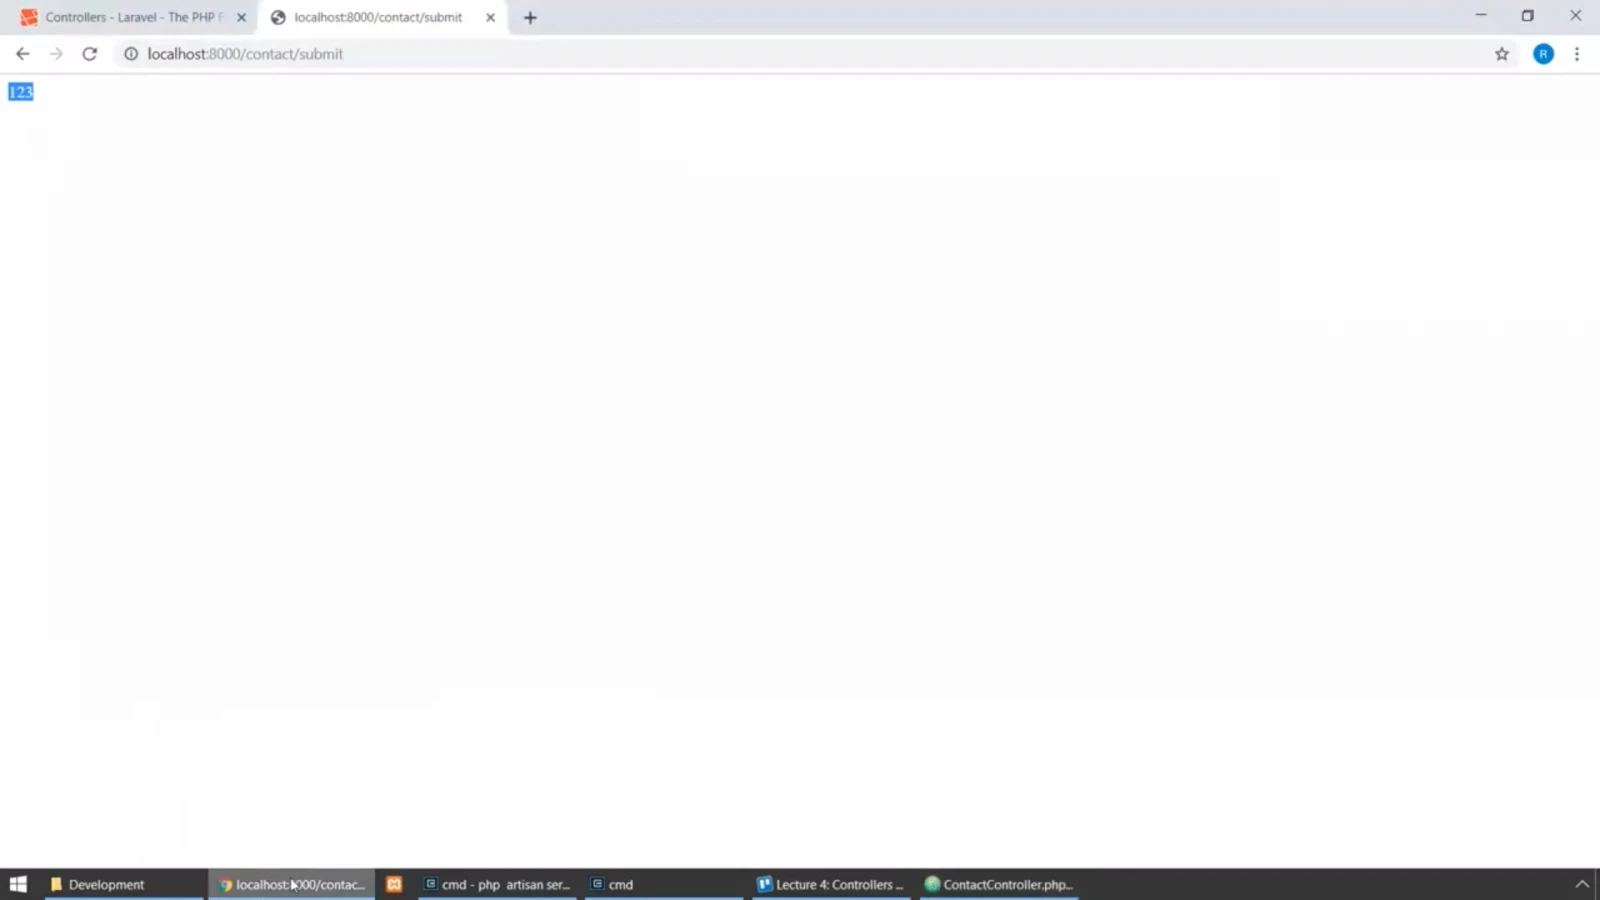 Controllers - Laravel - The PHP F
localhost:8000/contact/submit
localhost:8000/contact/submit
R
123
Development
localhost:8000/contac...
cmd - php artisan ser...
cmd
Lecture 4: Controllers ...
ContactController.php...